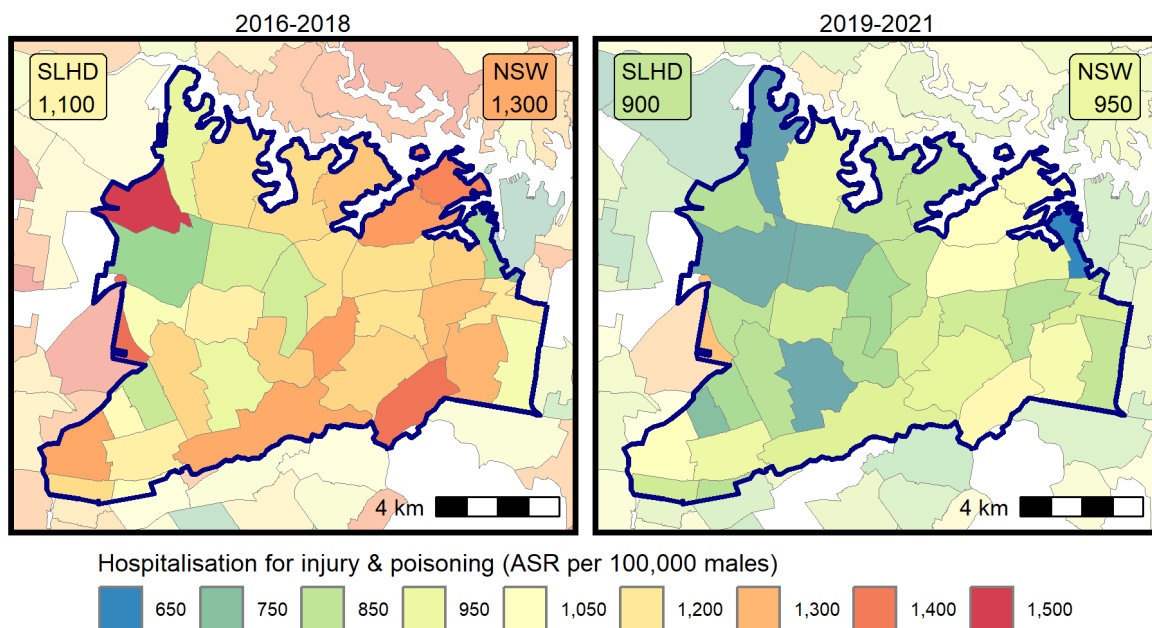 2016-2018
2019-2021
SLHD
1,100
NSW
1,300
SLHD
900
NSW
950
4 km
4 km
Hospitalisation for injury & poisoning (ASR per 100,000 males)
650 750 850 950 1,050 1,200 1,300 1,400 1,500